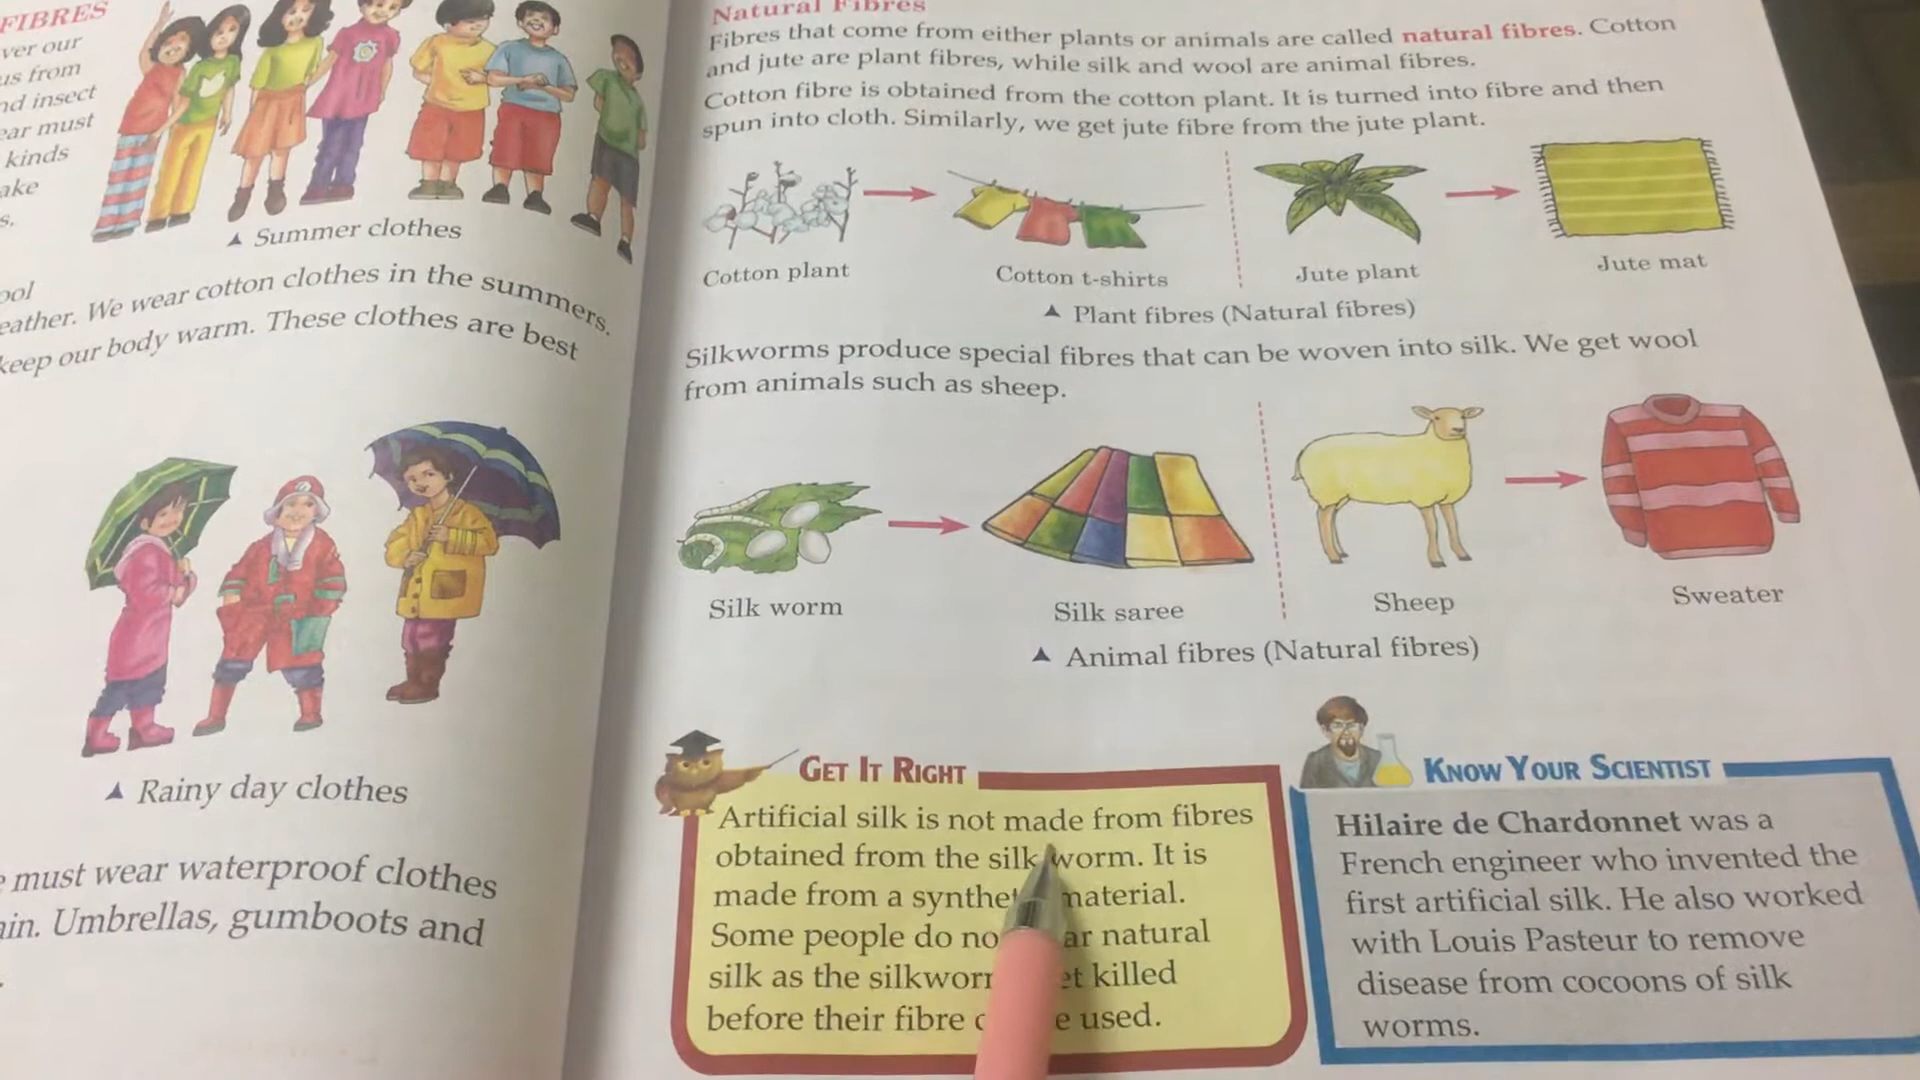 FIBRES
ver our
us from
nd insect
ear must
kinds
ake
s.
Summer clothes
ool
eather. We wear cotton clothes in the summers.
keep our body warm. These clothes are best
Rainy day clothes
must wear waterproof clothes
ain. Umbrellas, gumboots and
Natural Fibres
Fibres that come from either plants or animals are called natural fibres. Cotton
and jute are plant fibres, while silk and wool are animal fibres.
Cotton fibre is obtained from the cotton plant. It is turned into fibre and then
spun into cloth. Similarly, we get jute fibre from the jute plant.
Cotton plant
Cotton t-shirts
Jute plant
Jute mat
Plant fibres (Natural fibres)
Silkworms produce special fibres that can be woven into silk. We get wool
from animals such as sheep.
Silk worm
Silk saree
Sheep
Sweater
Animal fibres (Natural fibres)
GET IT RIGHT
Artificial silk is not made from fibres
obtained from the silk worm. It is
made from a synthet material.
Some people do no ar natural
silk as the silkwor et killed
before their fibre c e used.
KNOW YOUR SCIENTIST
Hilaire de Chardonnet was a
French engineer who invented the
first artificial silk. He also worked
with Louis Pasteur to remove
disease from cocoons of silk
worms.